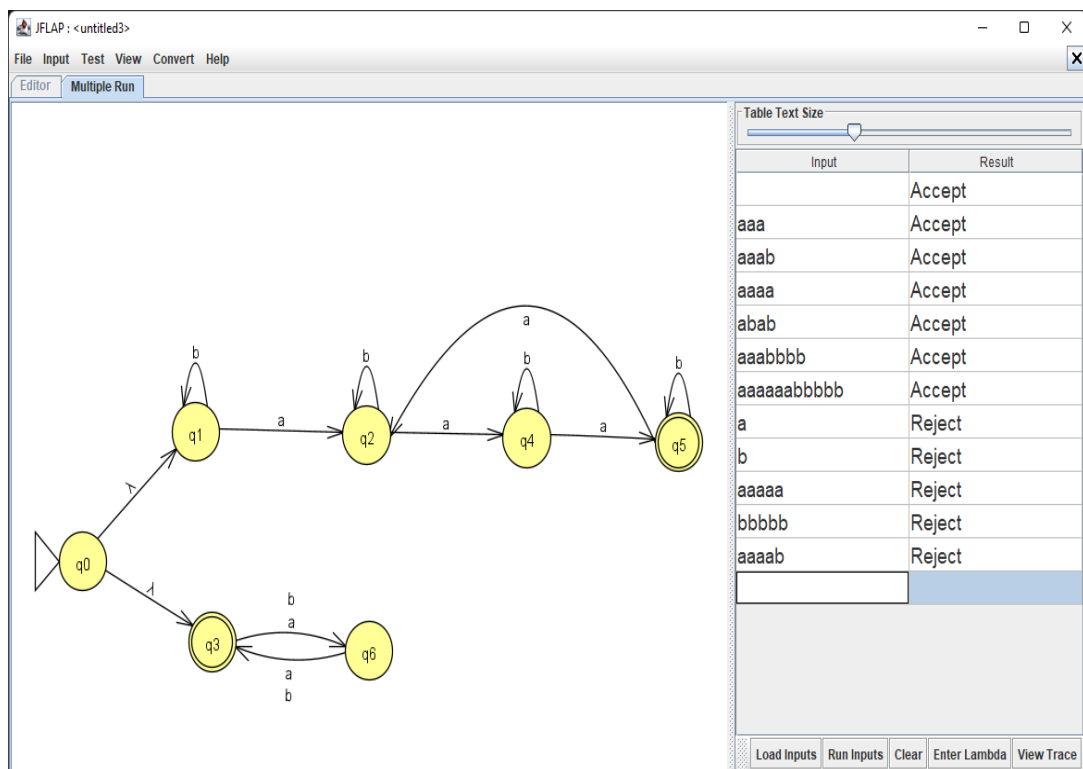 JFLAP : <untitled3>
File Input Test View Convert Help
Editor Multiple Run
Table Text Size
Input Result
Accept
aaa Accept
aaab Accept
aaaa Accept
abab Accept
aaabbbb Accept
aaaaaabbbbb Accept
a Reject
b Reject
aaaaa Reject
bbbbb Reject
aaaab Reject
a
b b b b
q1 a q2 a q4 a q5
λ
q0
λ
b
a
q3 q6
a
b
Load Inputs Run Inputs Clear Enter Lambda View Trace